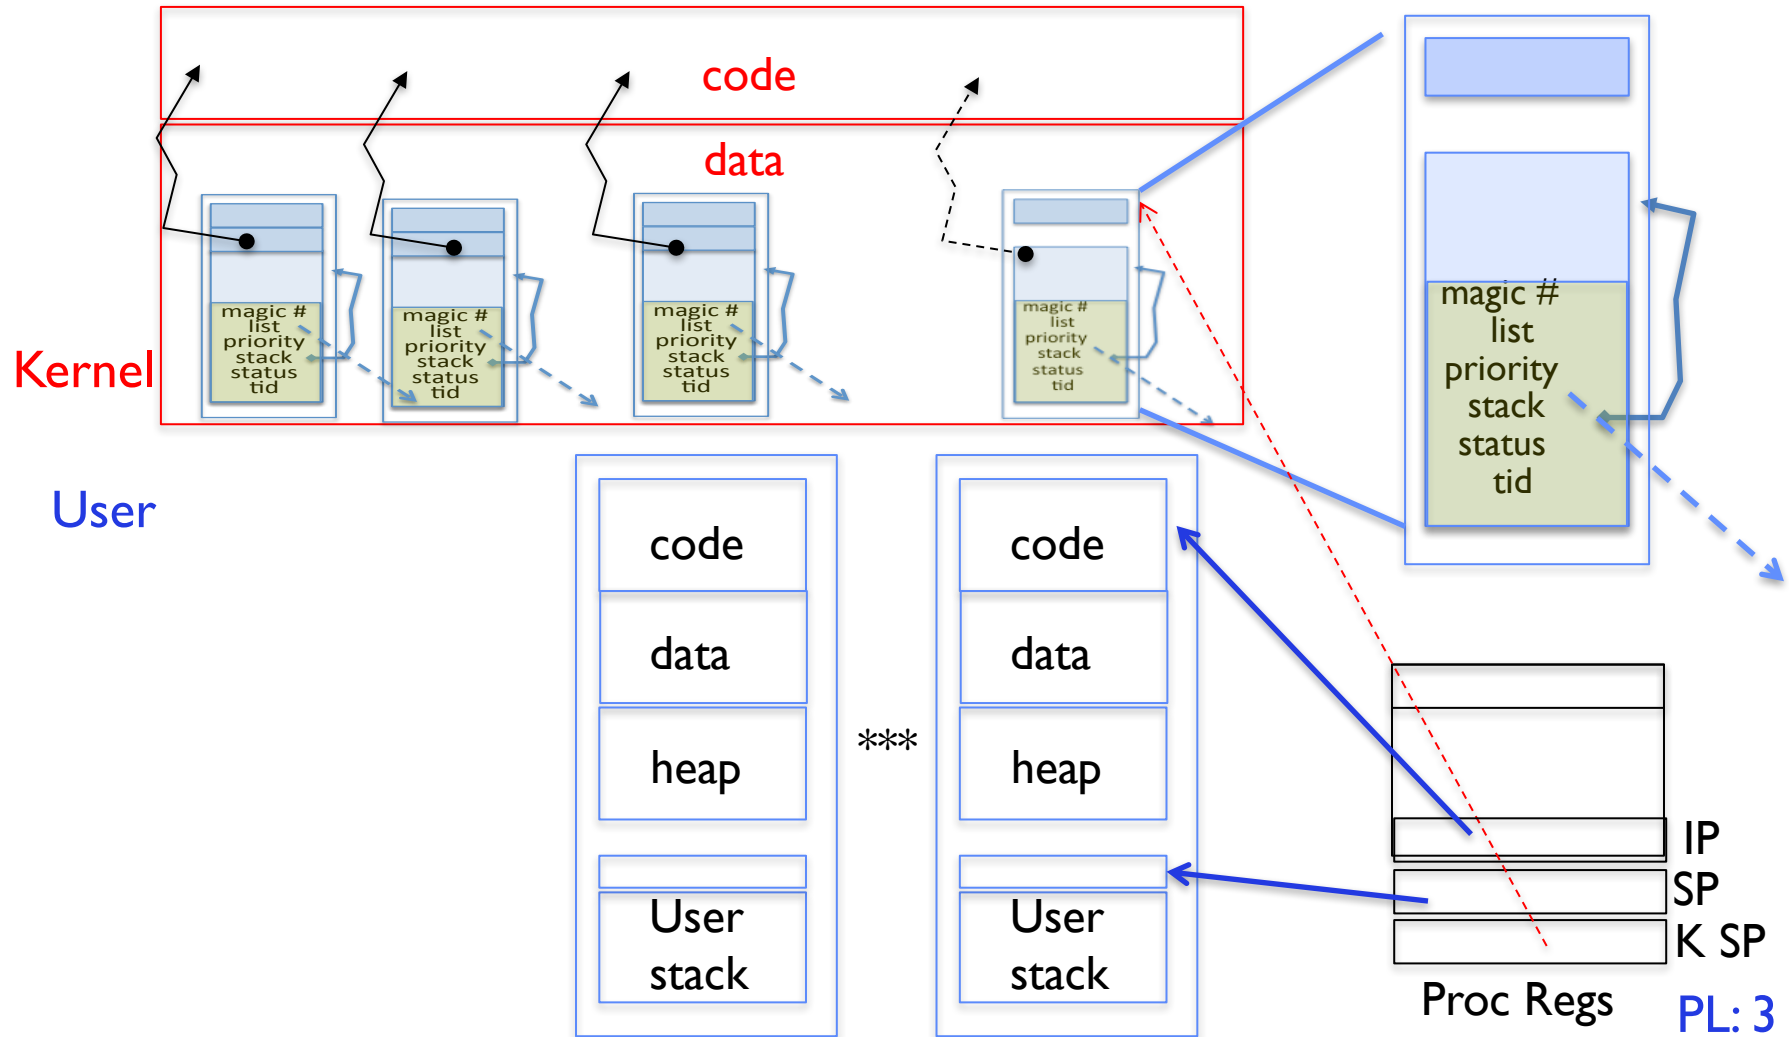 code
data
magic #
list
priority
stack
status
tid
magic #
list
priority
stack
status
tid
magic #
list
priority
stack
status
tid
magic #
list
priority
stack
status
tid
magic #
list
priority
stack
status
tid
Kernel
User
code
data
heap
User
stack
***
code
data
heap
User
stack
IP
SP
K SP
Proc Regs
PL: 3